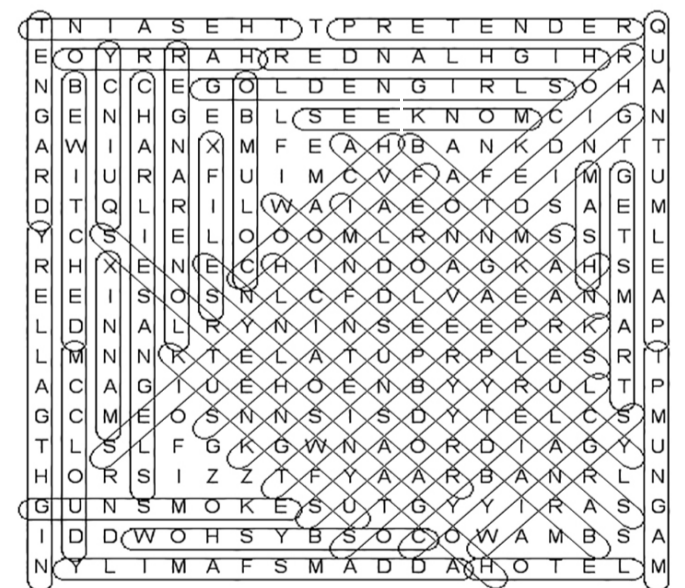 T N I A S E H T T P R E T E N D E R Q
E O Y R R A H R E D N A L H G I H R U
N B C C E G O L D E N G I R L S O H A
G E N H G E B L S E E K N O M C I G N
A W I A N X M F E A H B A N K D N T T
R I U R A F U I M C V F A F E I M G U
D T Q L R I L W A I A E O T D S A E M
Y C S I E L O O O M L R N N M S S T L
R H X E N E C H I N D O A G K A H S E
E E I S O S N L C F D L V A E A N M A
L D N A L R Y N I N S E E E P R K A P
L M N N K T E L A T U P R P L E S R T
A C A G I U E H O E N B Y Y R U L T P
G C M E O S N N S I S D Y T E L C S M
T L S L F G K G W N A O R D I A G Y U
H O R S I Z Z T F Y A A R B A N R L N
G U N S M O K E S U T G Y Y I R A S G
I D D W O H S Y B S O C O W A M B S A
N Y L I M A F S M A D D A H O T E L M